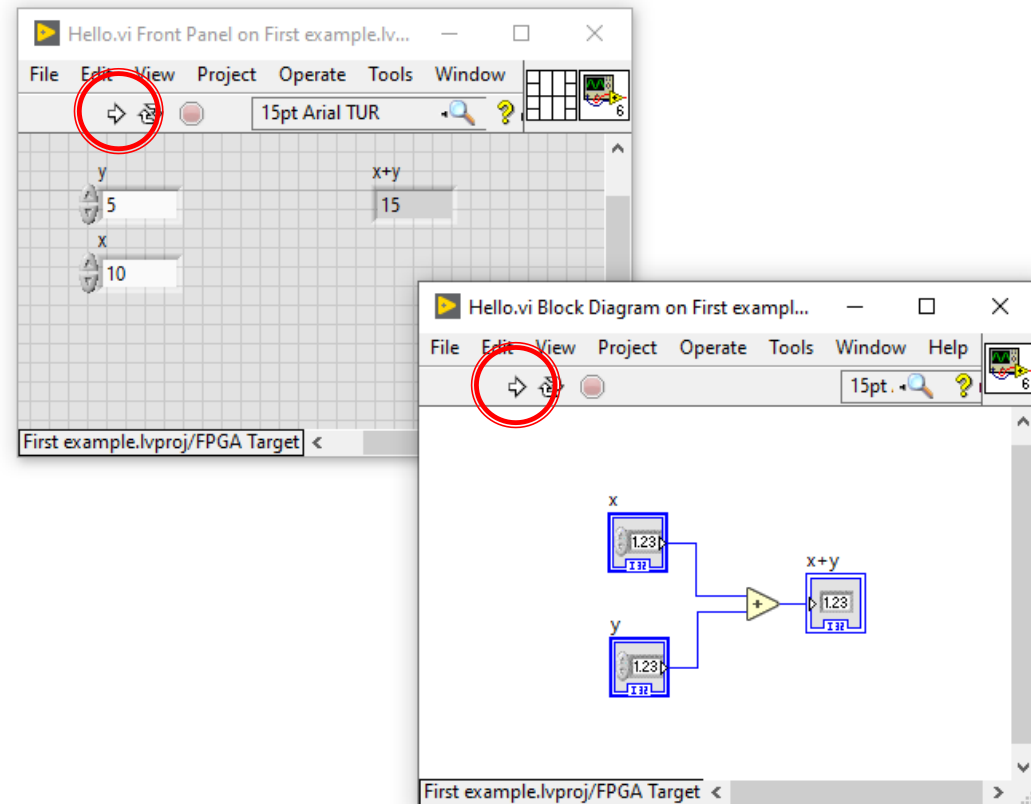 Hello.vi Front Panel on First example.lv...
File Edit View Project Operate Tools Window
15pt Arial TUR
6
y
x+y
5
15
x
10
First example.lvproj/FPGA Target
Hello.vi Block Diagram on First exampl...
File Edit View Project Operate Tools Window Help
15pt.
6
x
1.23
I32
x+y
1.23
I32
y
1.23
I32
First example.lvproj/FPGA Target